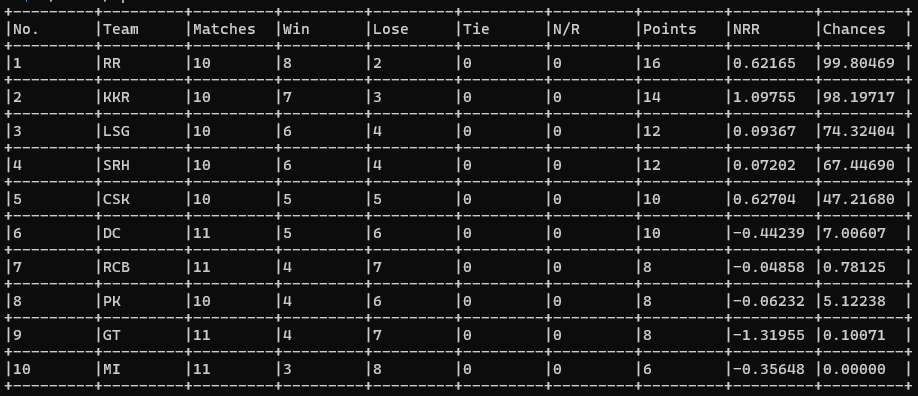 |No. |Team |Matches |Win |Lose |Tie |N/R |Points |NRR |Chances |
|1 |RR |10 |8 |2 |0 |0 |16 |0.62165 |99.80469 |
|2 |KKR |10 |7 |3 |0 |0 |14 |1.09755 |98.19717 |
|3 |LSG |10 |6 |4 |0 |0 |12 |0.09367 |74.32404 |
|4 |SRH |10 |6 |4 |0 |0 |12 |0.07202 |67.44690 |
|5 |CSK |10 |5 |5 |0 |0 |10 |0.62704 |47.21680 |
|6 |DC |11 |5 |6 |0 |0 |10 |-0.44239 |7.00607 |
|7 |RCB |11 |4 |7 |0 |0 |8 |-0.04858 |0.78125 |
|8 |PK |10 |4 |6 |0 |0 |8 |-0.06232 |5.12238 |
|9 |GT |11 |4 |7 |0 |0 |8 |-1.31955 |0.10071 |
|10 |MI |11 |3 |8 |0 |0 |6 |-0.35648 |0.00000 |